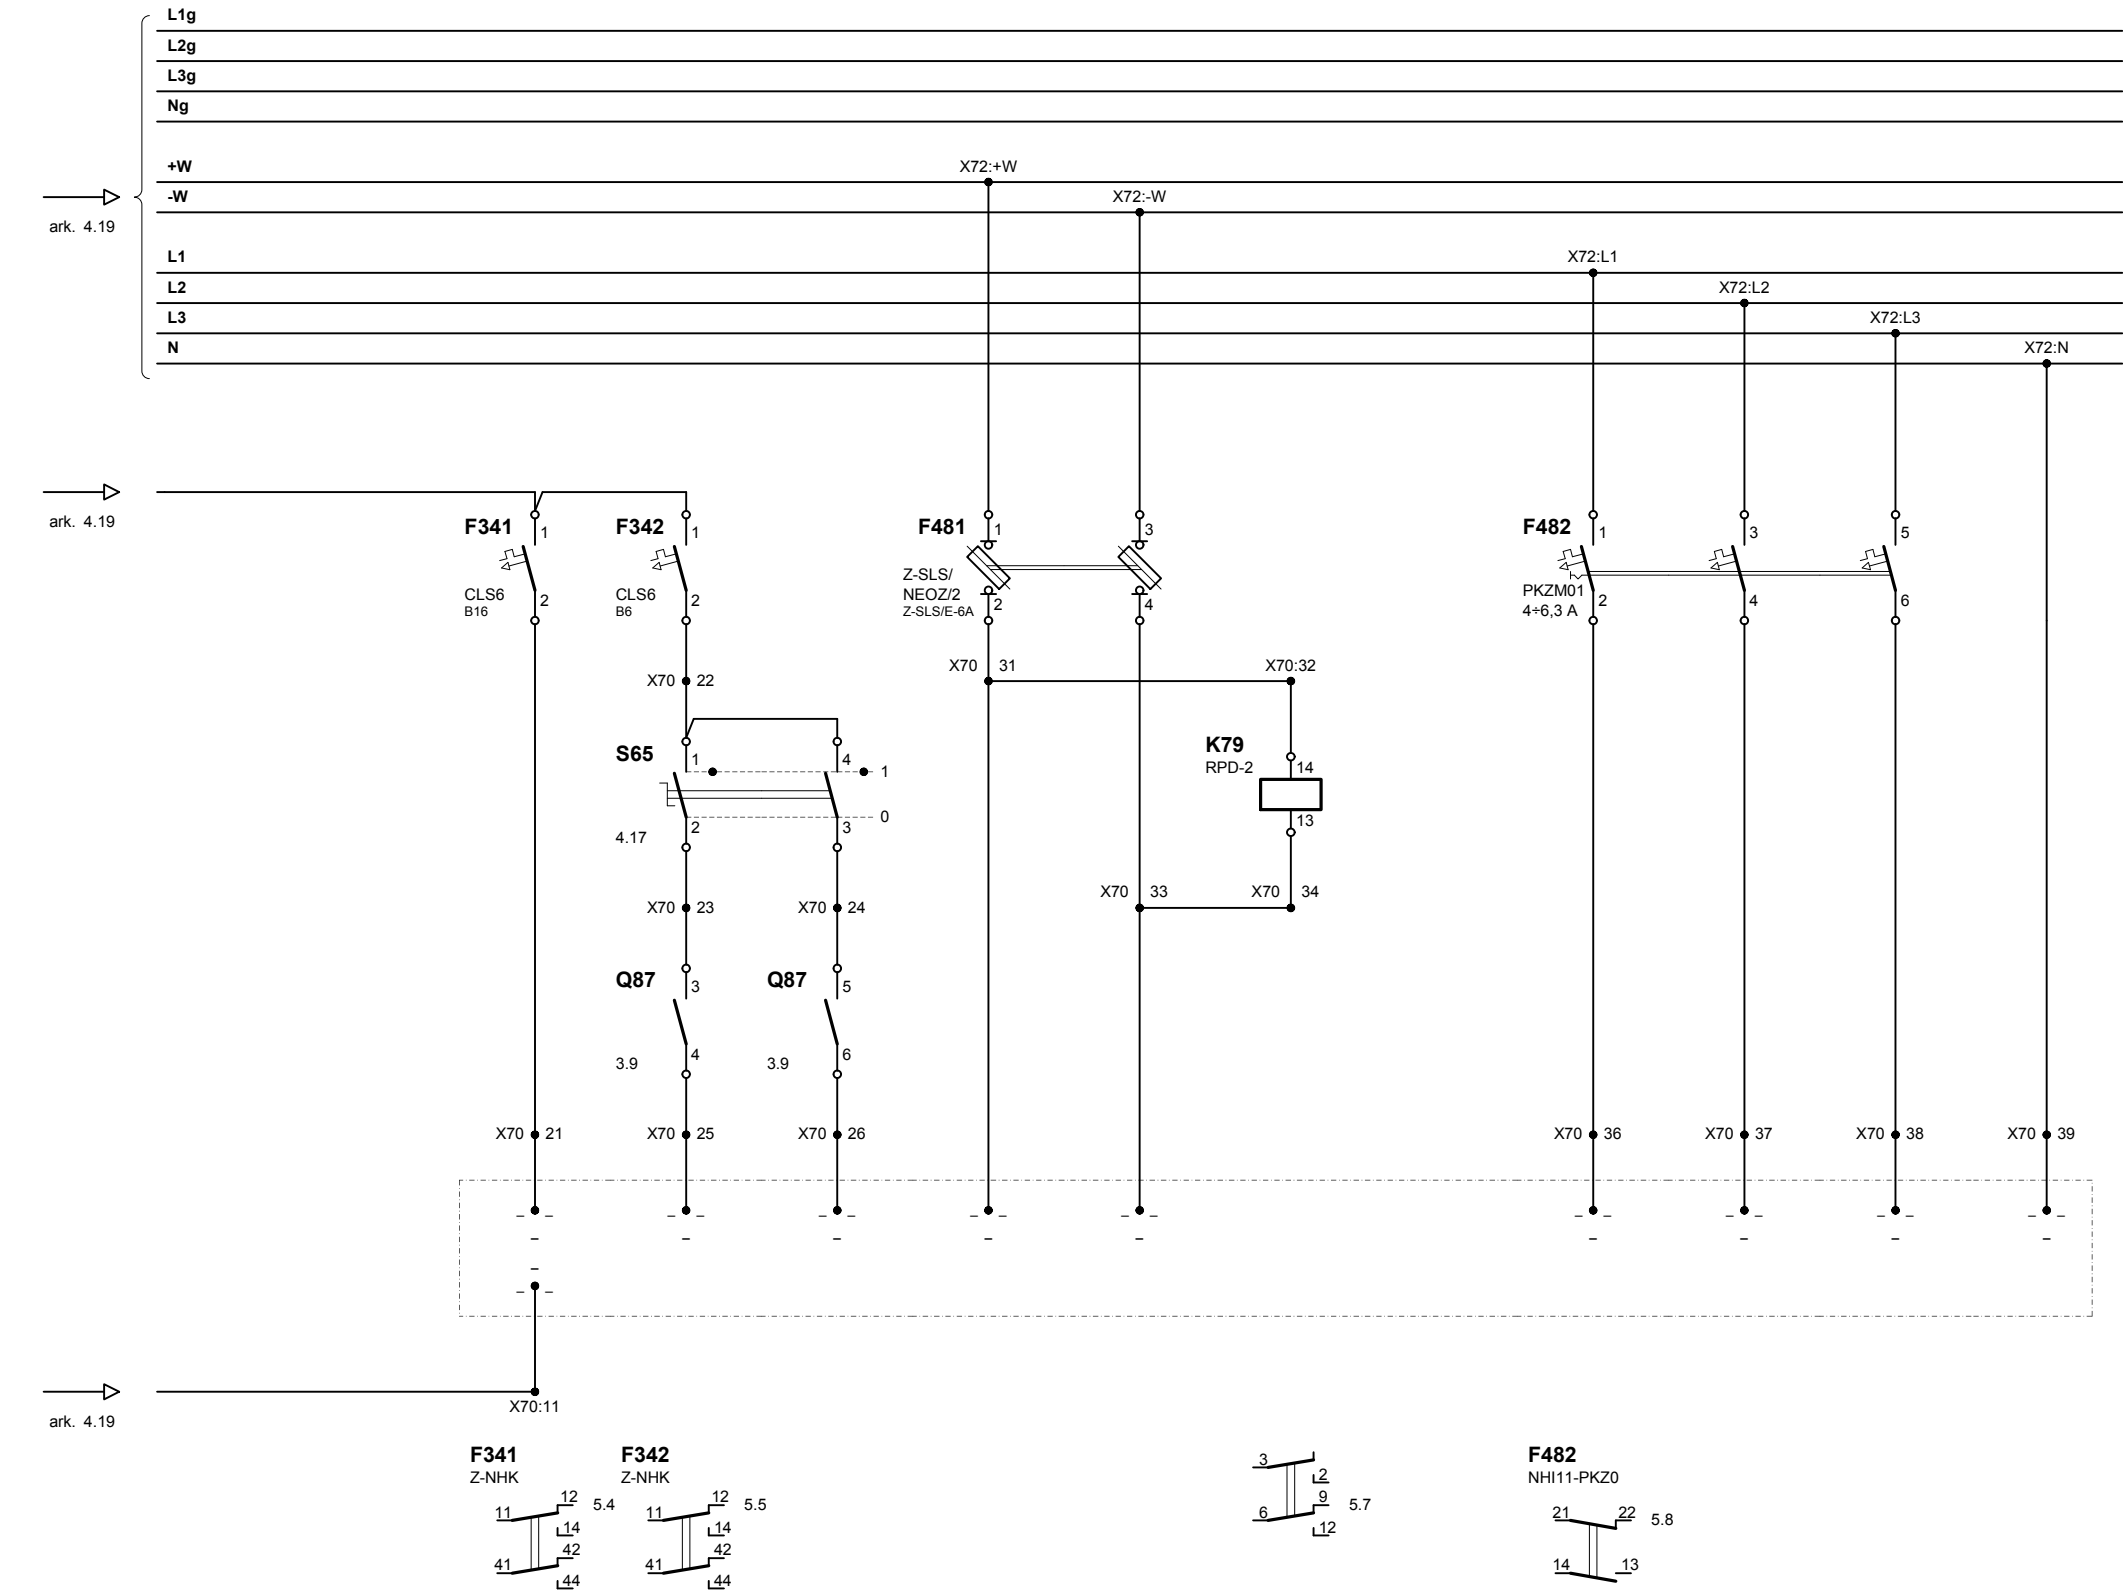 L1g
L2g
L3g
Ng
+W X72:+W
-W X72:-W
ark. 4.19
L1 X72:L1
L2 X72:L2
L3 X72:L3
N X72:N
ark. 4.19
F341 1 F342 1 F481 1 3 F482 1 3 5
Z-SLS/
CLS6 2 CLS6 2 NEOZ/2 2 4 PKZM01 2 4 6
B16 B6 Z-SLS/E-6A 4÷6,3 A
X70 31 X70:32
X70 22
S65 1 4 1
K79
RPD-2 14
0
4.17 2 3 13
X70 33 X70 34
X70 23 X70 24
Q87 3 Q87 5
3.9 4 3.9 6
X70 21 X70 25 X70 26 X70 36 X70 37 X70 38 X70 39
– – – – – – – – – – – – – – – – – –
– – – – – – – – –
–
– –
X70:11
ark. 4.19
F341 F342 F482
Z-NHK Z-NHK NHI11-PKZ0
3 2
11 12 5.4 11 12 5.5 6 9 5.7 21 22 5.8
14 14 12
41 42 41 42 14 13
44 44